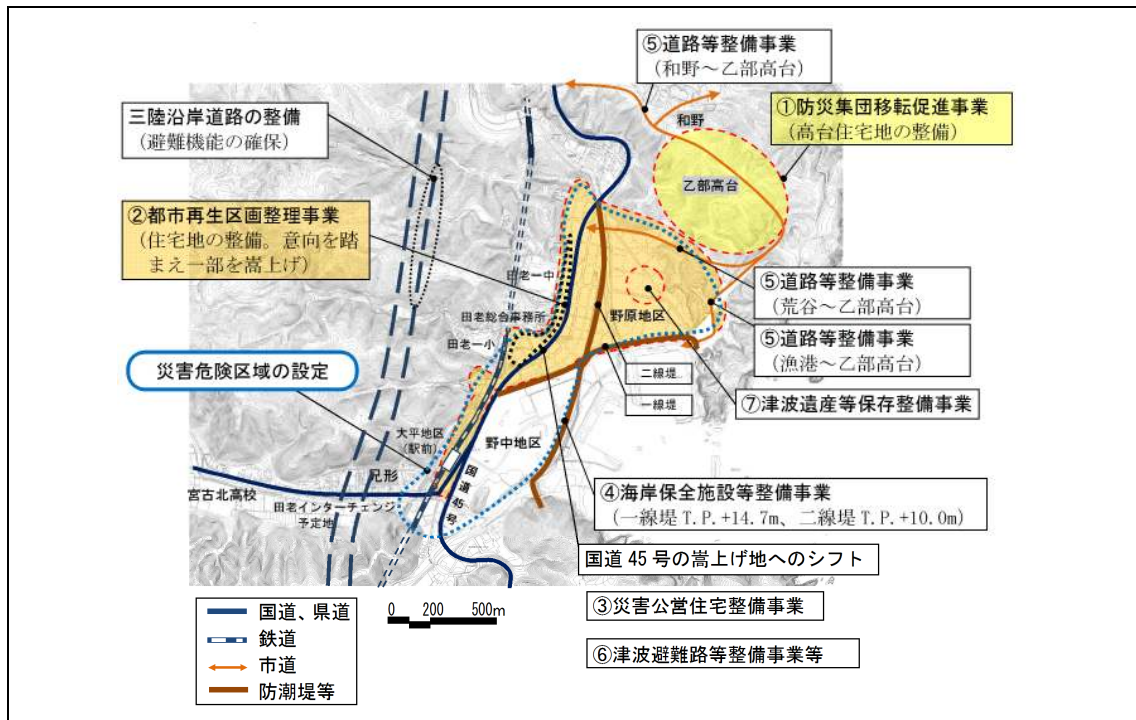 ⑤道路等整備事業
（和野～乙部高台）
三陸沿岸道路の整備
（避難機能の確保）
和野
①防災集団移転促進事業
（高台住宅地の整備）
乙部高台
②都市再生区画整理事業
（住宅地の整備。意向を踏
まえ一部を嵩上げ）
田老一中
⑤道路等整備事業
（荒谷～乙部高台）
田老総合事務所
野原地区
田老一小
⑤道路等整備事業
（漁港～乙部高台）
災害危険区域の設定
二線堤
一線堤
⑦津波遺産等保存整備事業
大平地区
（駅前）
野中地区
兄形
国道45号
宮古北高校
田老インターチェンジ
予定地
④海岸保全施設等整備事業
（一線堤 T.P.+14.7m、二線堤 T.P.+10.0m）
国道 45 号の嵩上げ地へのシフト
③災害公営住宅整備事業
⑥津波避難路等整備事業等
国道、県道
鉄道
市道
防潮堤等
0 200 500m